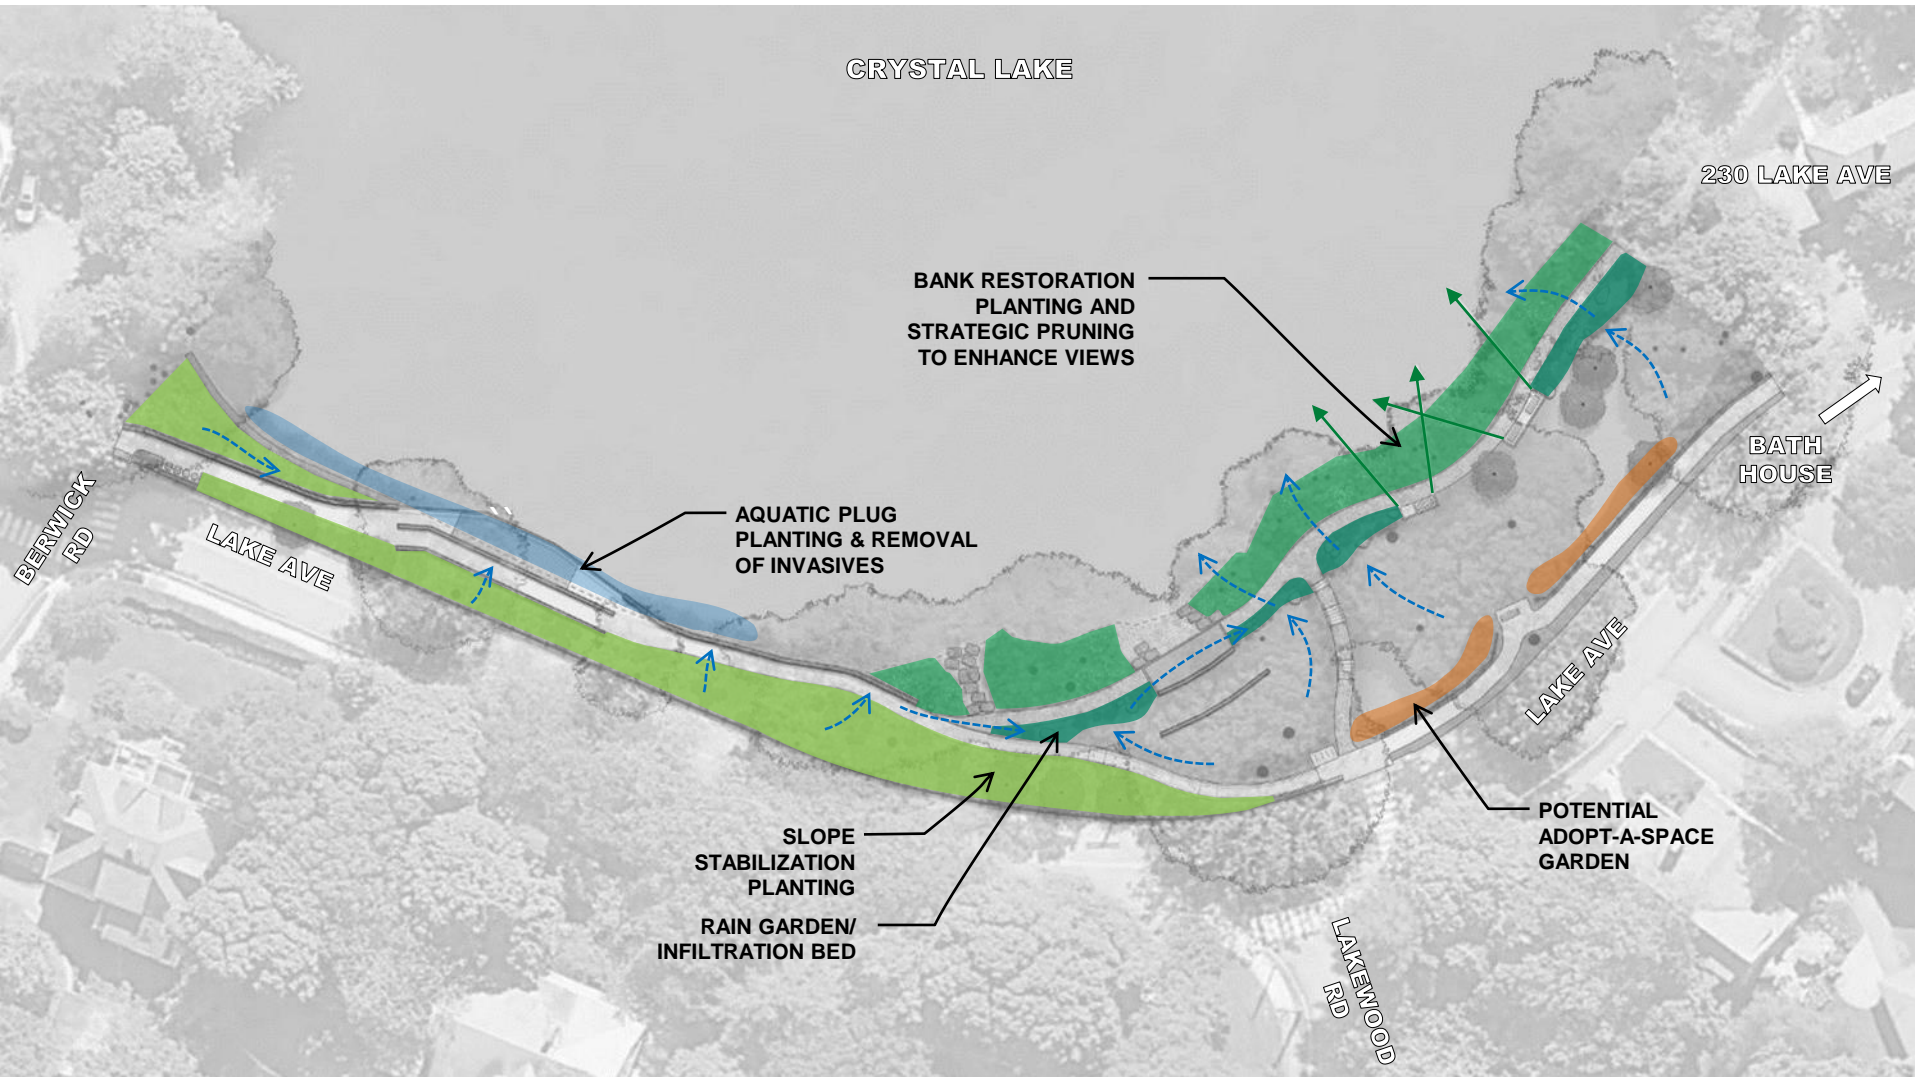 CRYSTAL LAKE
230 LAKE AVE
BANK RESTORATION
PLANTING AND
STRATEGIC PRUNING
TO ENHANCE VIEWS
BATH
HOUSE
BERWICK
RD
LAKE AVE
AQUATIC PLUG
PLANTING & REMOVAL
OF INVASIVES
LAKE AVE
SLOPE
STABILIZATION
PLANTING
RAIN GARDEN/
INFILTRATION BED
POTENTIAL
ADOPT-A-SPACE
GARDEN
LAKEWOOD
RD